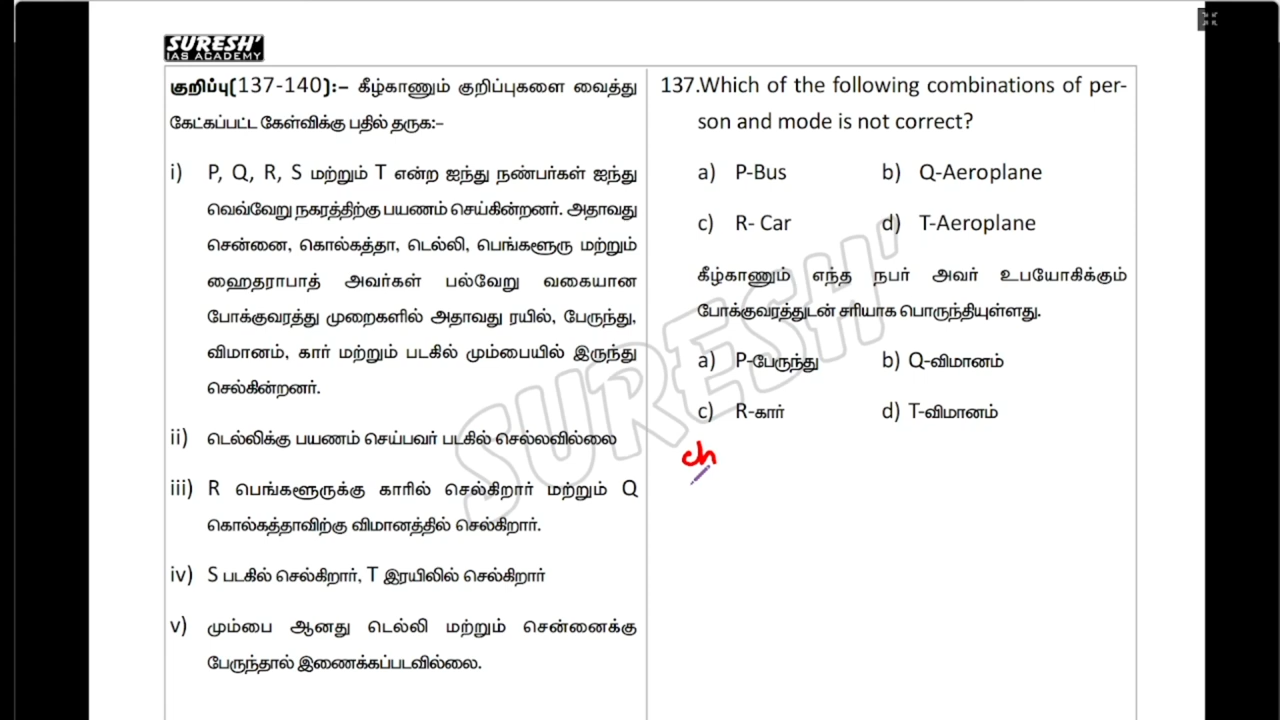 SURESH'
IAS ACADEMY
குறிப்பு(137-140):- கீழ்காணும் குறிப்புகளை வைத்து
கேட்கப்பட்ட கேள்விக்கு பதில் தருக:-
i) P, Q, R, S மற்றும் T என்ற ஐந்து நண்பர்கள் ஐந்து
வெவ்வேறு நகரத்திற்கு பயணம் செய்கின்றனர். அதாவது
சென்னை, கொல்கத்தா, டெல்லி, பெங்களூரு மற்றும்
ஹைதராபாத் அவர்கள் பல்வேறு வகையான
போக்குவரத்து முறைகளில் அதாவது ரயில், பேருந்து,
விமானம், கார் மற்றும் படகில் மும்பையில் இருந்து
செல்கின்றனர்.
ii) டெல்லிக்கு பயணம் செய்பவர் படகில் செல்லவில்லை
iii) R பெங்களூருக்கு காரில் செல்கிறார் மற்றும் Q
கொல்கத்தாவிற்கு விமானத்தில் செல்கிறார்.
iv) S படகில் செல்கிறார், T இரயிலில் செல்கிறார்
v) மும்பை ஆனது டெல்லி மற்றும் சென்னைக்கு
பேருந்தால் இணைக்கப்படவில்லை.
137.Which of the following combinations of per-
son and mode is not correct?
a) P-Bus b) Q-Aeroplane
c) R- Car d) T-Aeroplane
கீழ்காணும் எந்த நபர் அவர் உபயோகிக்கும்
போக்குவரத்துடன் சரியாக பொருந்தியுள்ளது.
a) P-பேருந்து b) Q-விமானம்
c) R-கார் d) T-விமானம்
ch
SURESH'